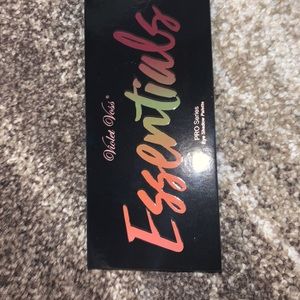 Violet Voss®
Essentials
PRO Series
Eye Shadow Palette